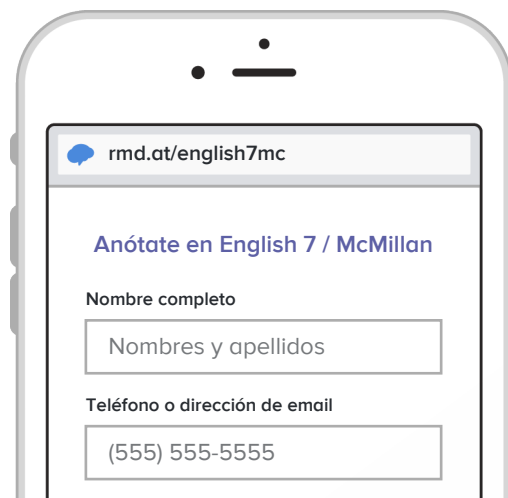 rmd.at/english7mc
Anótate en English 7 / McMillan
Nombre completo
Nombres y apellidos
Teléfono o dirección de email
(555) 555-5555